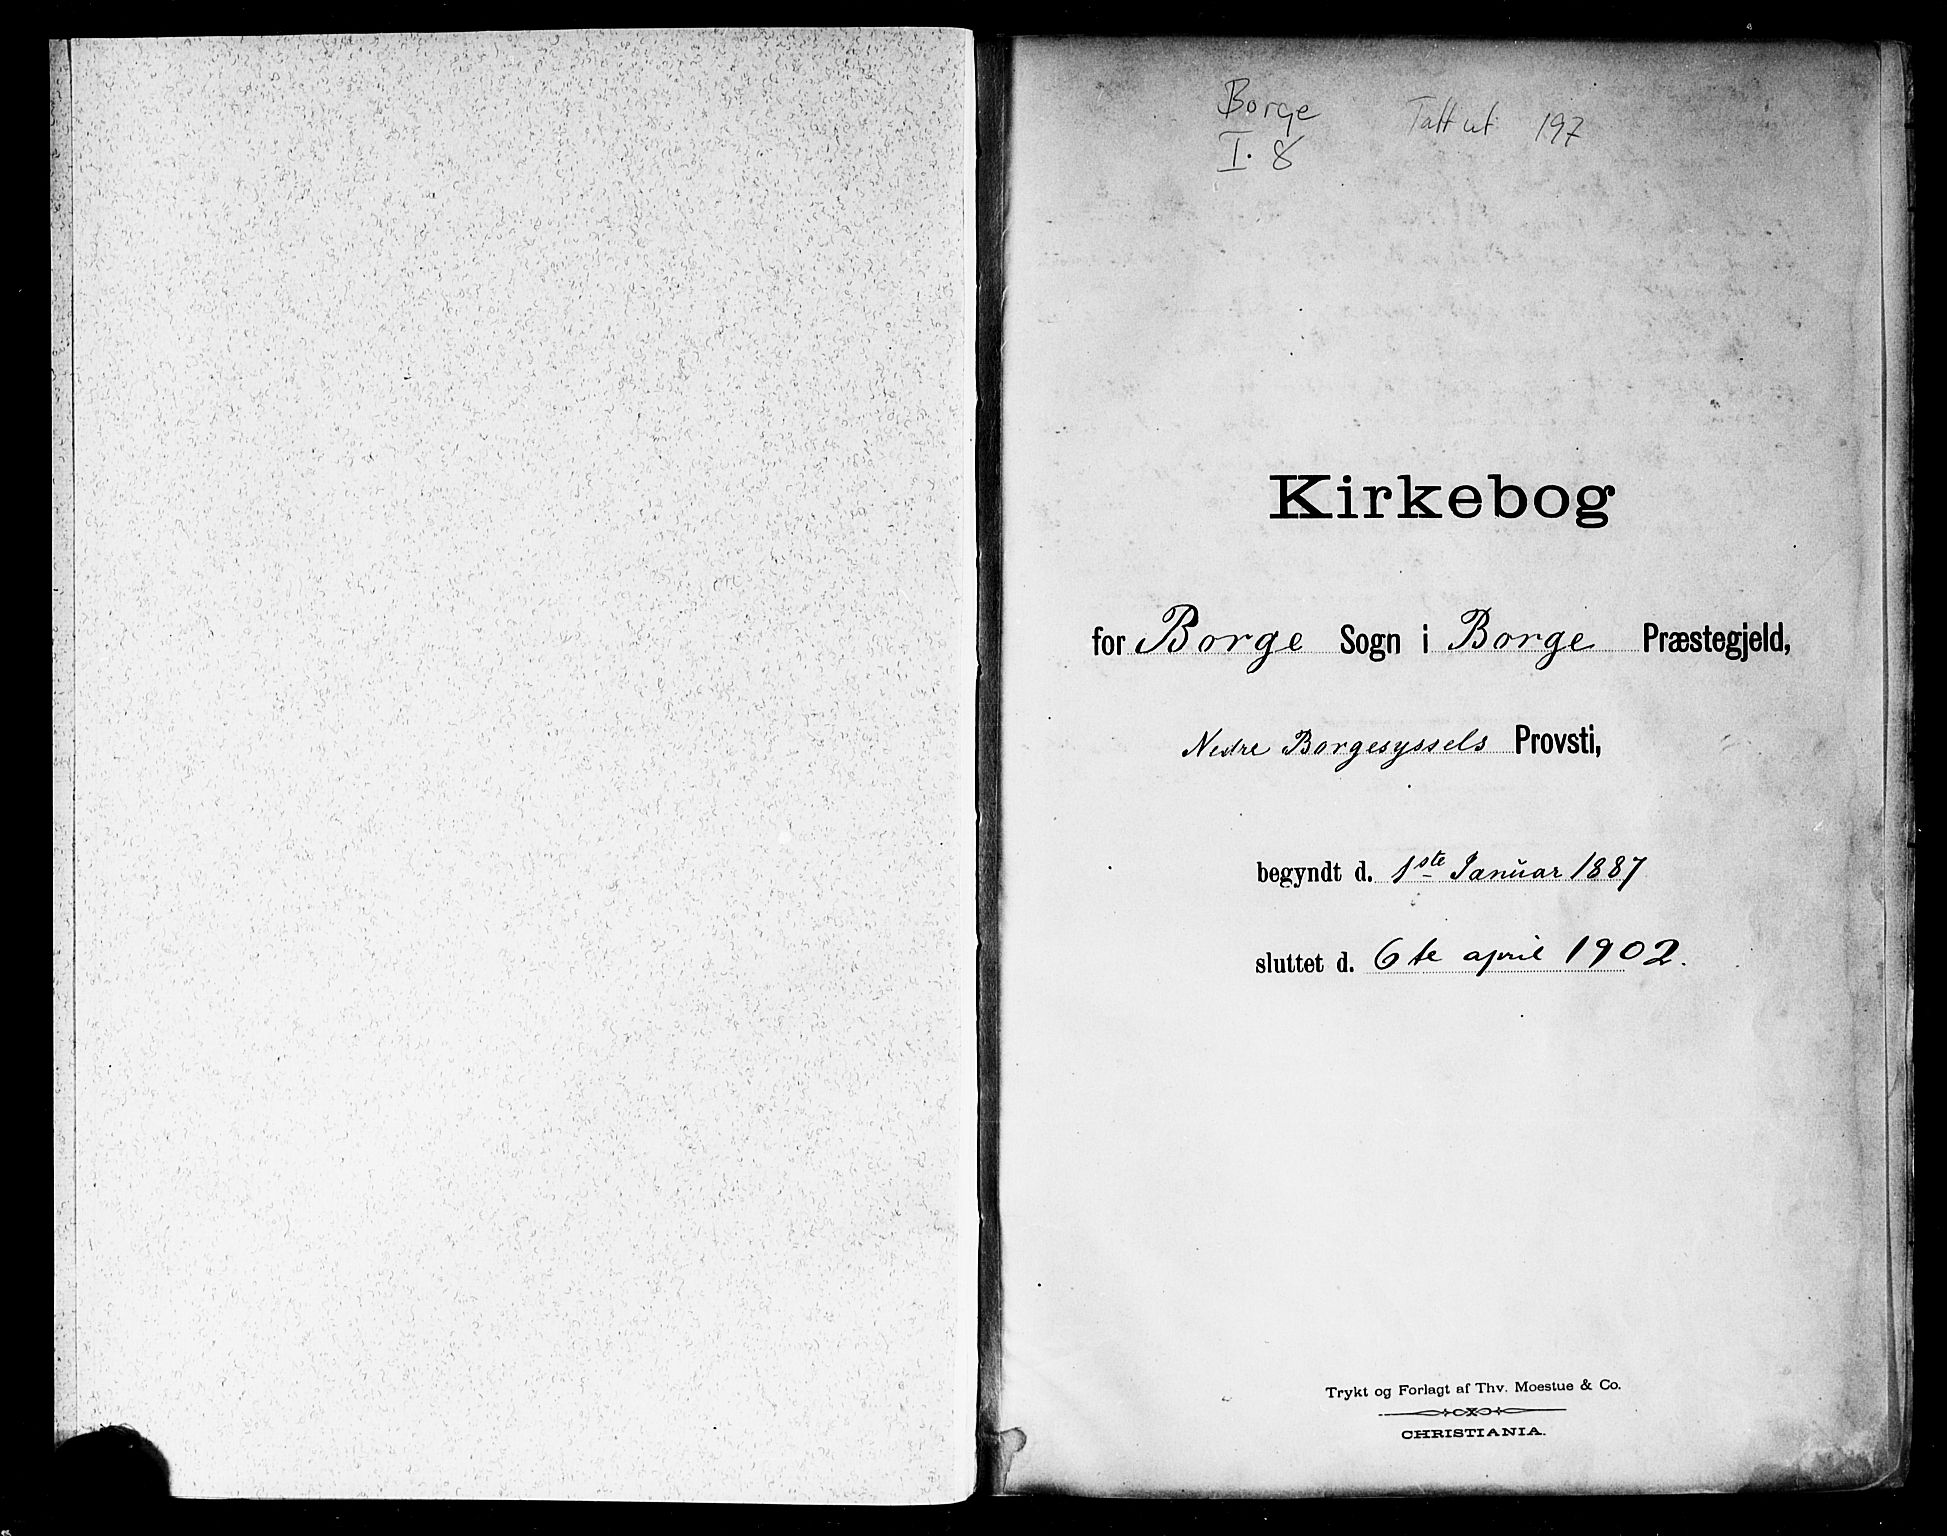 Borge Tatt ut 197
I. 8
Kirkebog
for Borge Sogn i Borge Præstegjeld,
Nedre Borgesyssels Provsti,
begyndt d. 1ste Januar 1887
sluttet d. 6te april 1902.
Trykt og Forlagt af Thv. Moestue & Co.
CHRISTIANIA.